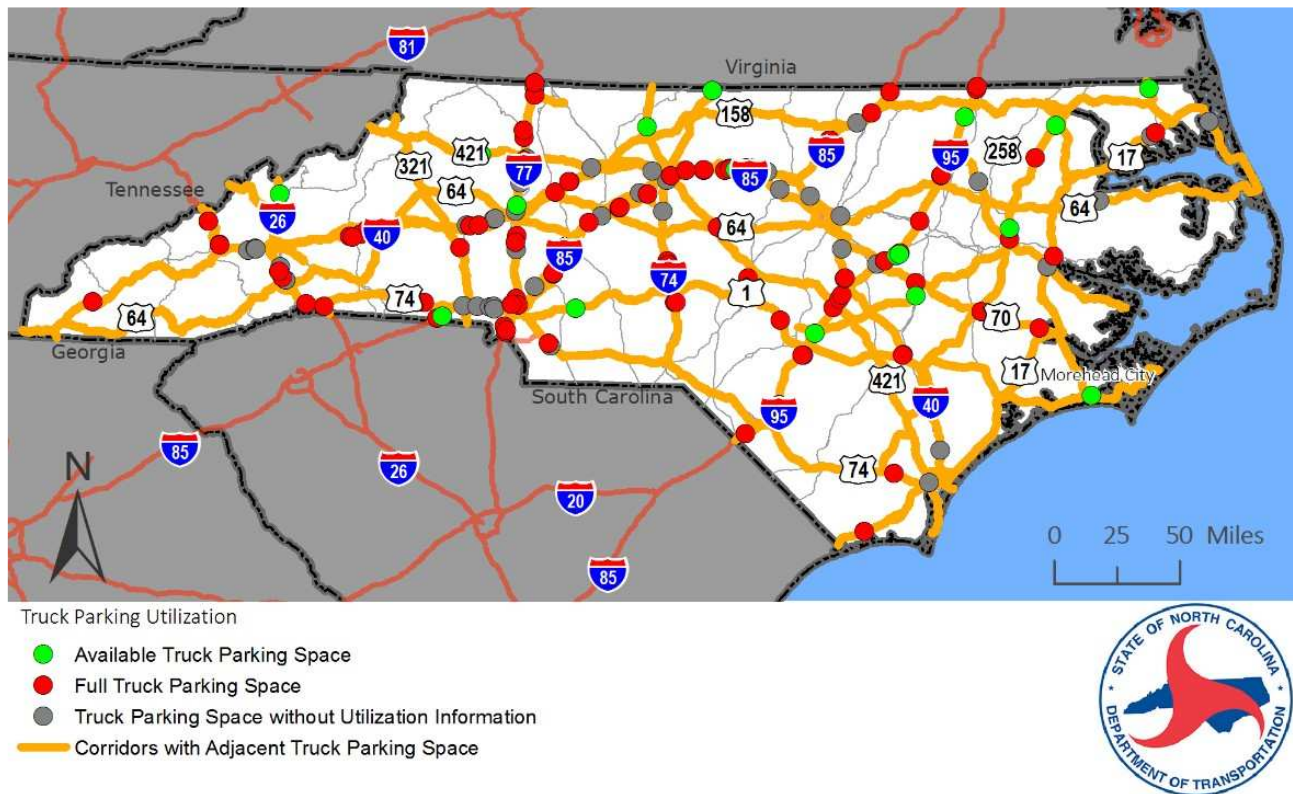 81
Virginia
158
421
77
321
64
Tennessee
26
40
85
85
85
95
258
17
64
64
74
1
70
64
74
Georgia
421
17
Morehead City
South Carolina
95
40
74
85
26
20
85
N
0 25 50 Miles
Truck Parking Utilization
Available Truck Parking Space
Full Truck Parking Space
Truck Parking Space without Utilization Information
Corridors with Adjacent Truck Parking Space
STATE OF NORTH CAROLINA
DEPARTMENT OF TRANSPORTATION